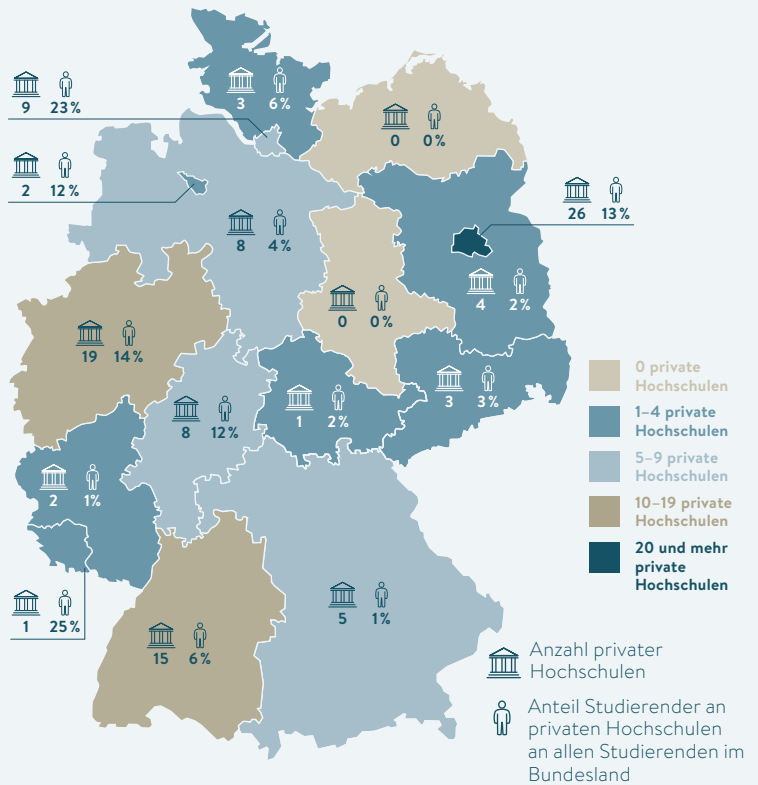 3 6%
9 23%
0 0%
2 12%
26 13%
8 4%
4 2%
0 0%
19 14%
3 3%
1 2%
8 12%
2 1%
1 25%
5 1%
15 6%
0 private
Hochschulen
1–4 private
Hochschulen
5–9 private
Hochschulen
10–19 private
Hochschulen
20 und mehr
private
Hochschulen
Anzahl privater
Hochschulen
Anteil Studierender an
privaten Hochschulen
an allen Studierenden im
Bundesland